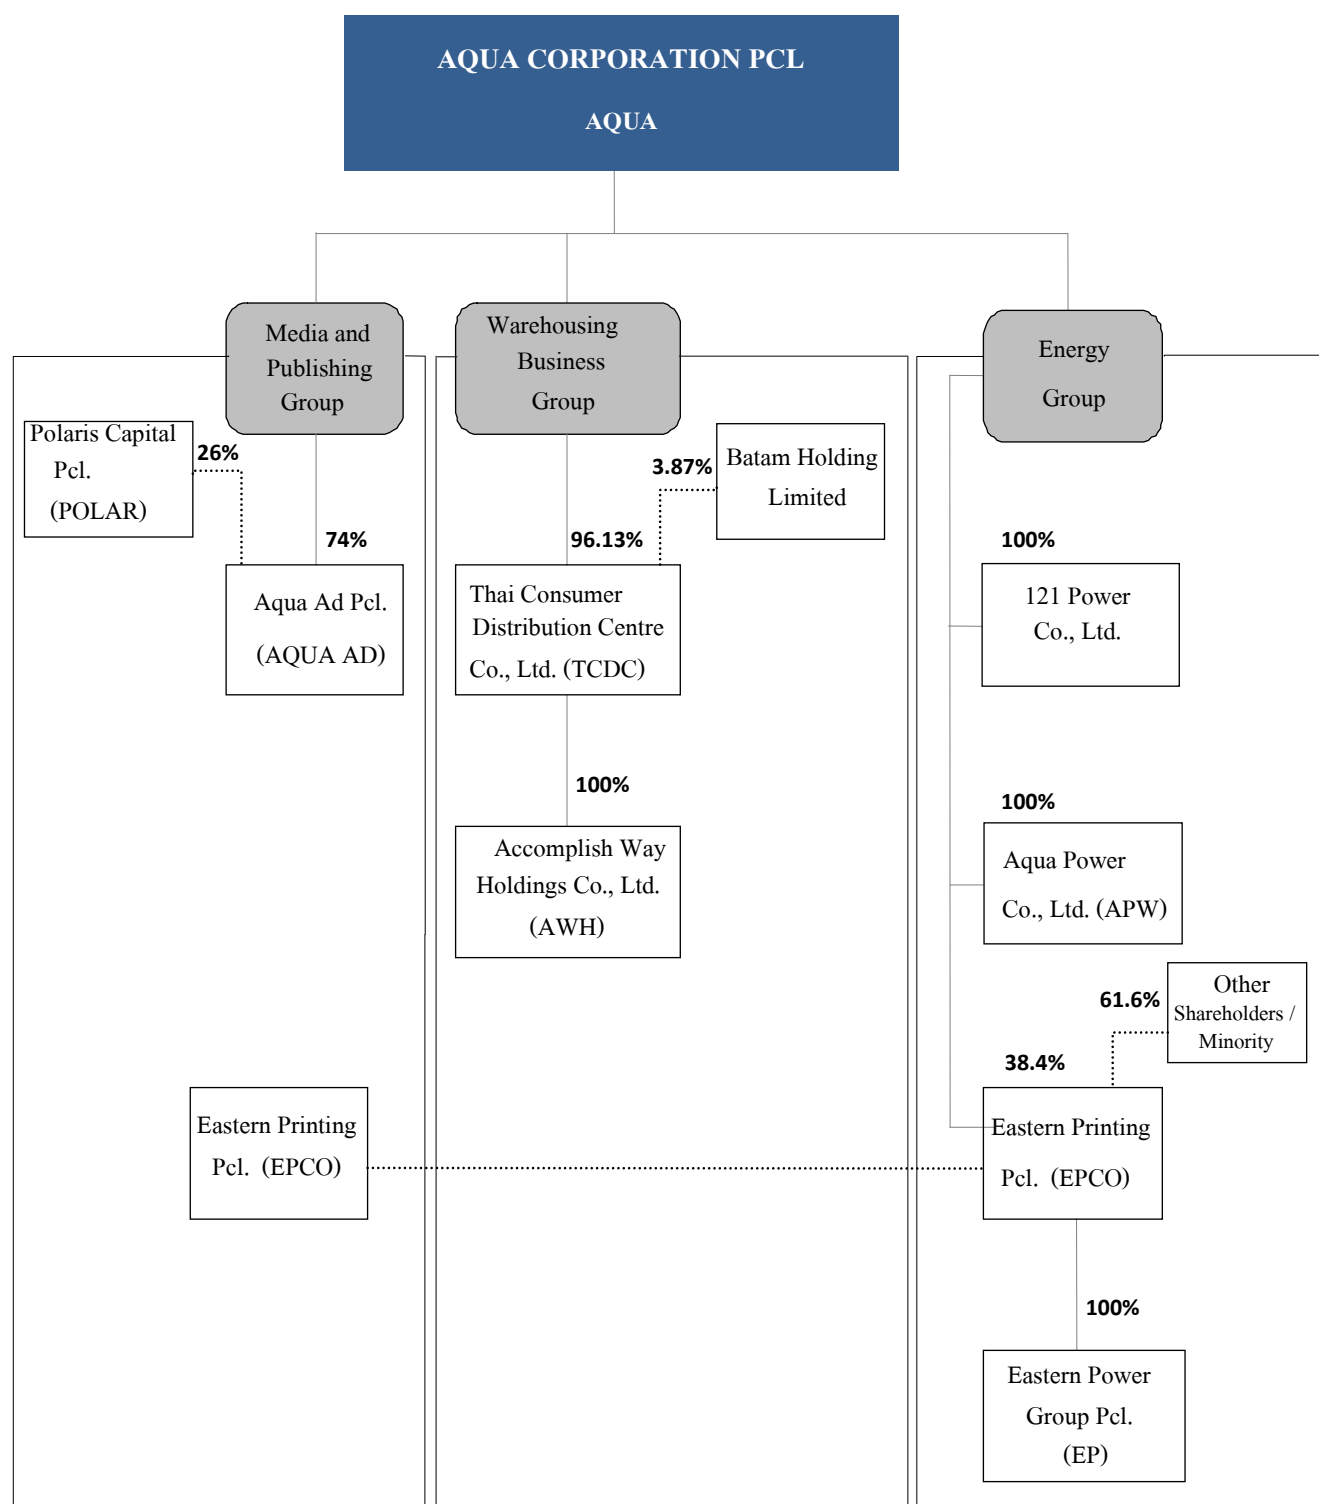 AQUA CORPORATION PCL
AQUA
Media and
Publishing
Group
Warehousing
Business
Group
Energy
Group
Polaris Capital
Pcl.
(POLAR)
26%
74%
Aqua Ad Pcl.
(AQUA AD)
3.87%
Batam Holding
Limited
96.13%
Thai Consumer
Distribution Centre
Co., Ltd. (TCDC)
100%
Accomplish Way
Holdings Co., Ltd.
(AWH)
100%
121 Power
Co., Ltd.
100%
Aqua Power
Co., Ltd. (APW)
61.6%
Other
Shareholders /
Minority
38.4%
Eastern Printing
Pcl. (EPCO)
Eastern Printing
Pcl. (EPCO)
100%
Eastern Power
Group Pcl.
(EP)